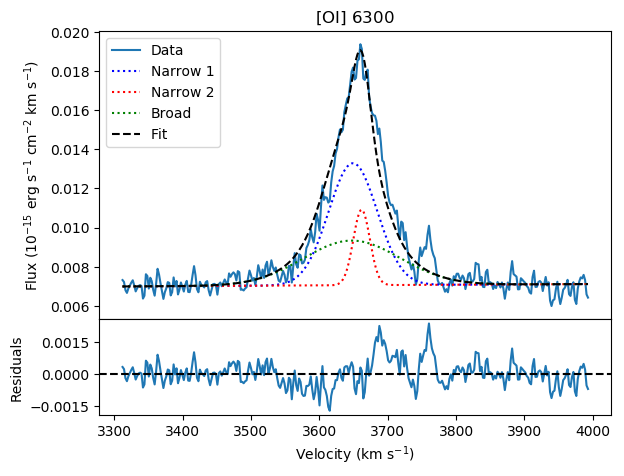 [OI] 6300
Flux (10⁻¹⁵ erg s⁻¹ cm⁻² km s⁻¹)
0.020
0.018
0.016
0.014
0.012
0.010
0.008
0.006
Data
Narrow 1
Narrow 2
Broad
Fit
Residuals
0.0015
0.0000
−0.0015
3300 3400 3500 3600 3700 3800 3900 4000
Velocity (km s⁻¹)